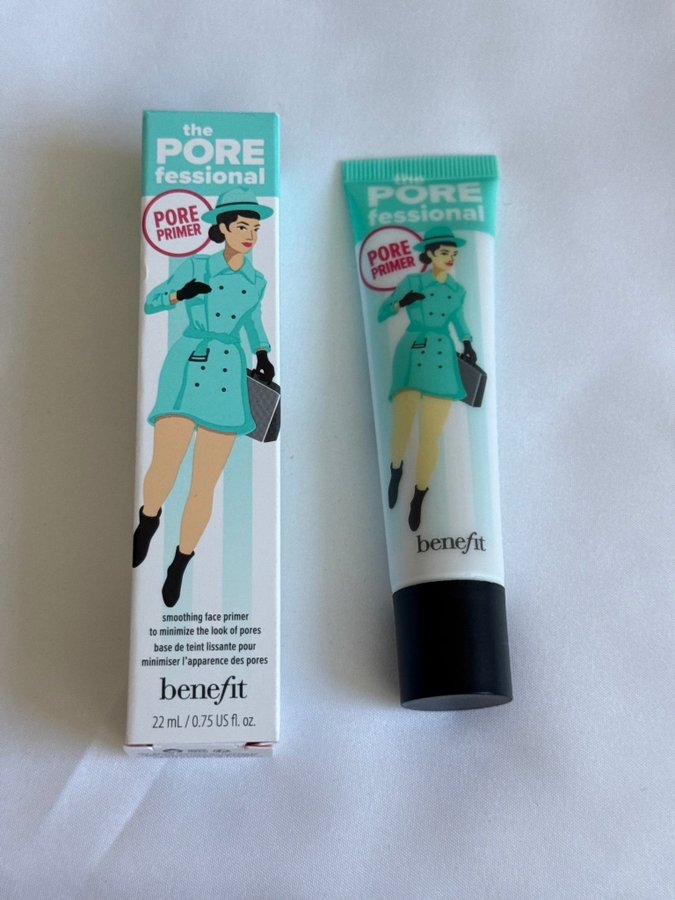 the
PORE
fessional
PORE
PRIMER
smoothing face primer
to minimize the look of pores
base de teint lissante pour
minimiser l'apparence des pores
benefit
22 mL / 0.75 US fl. oz.
the
PORE
fessional
PORE
PRIMER
benefit